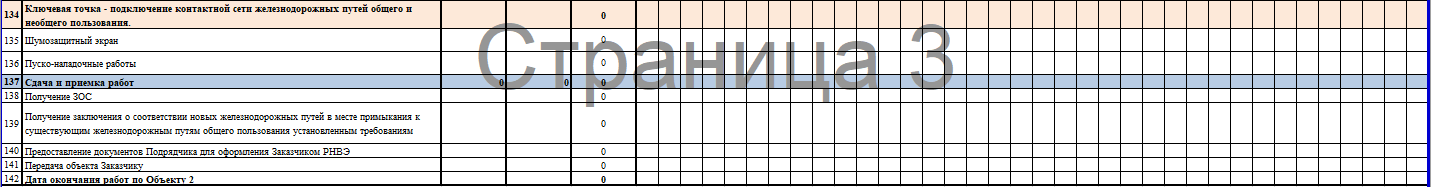 134 Ключевая точка - подключение контактной сети железнодорожных путей общего и
необщего пользования. 0
135 Шумозащитный экран 0
136 Пуско-наладочные работы 0
Страница 3
137 Сдача и приемка работ 0 0 0
138 Получение ЗОС 0
139 Получение заключения о соответствии новых железнодорожных путей в месте примыкания к
существующим железнодорожным путям общего пользования установленным требованиям 0
140 Предоставление документов Подрядчика для оформления Заказчиком РНВЭ 0
141 Передача объекта Заказчику 0
142 Дата окончания работ по Объекту 2 0